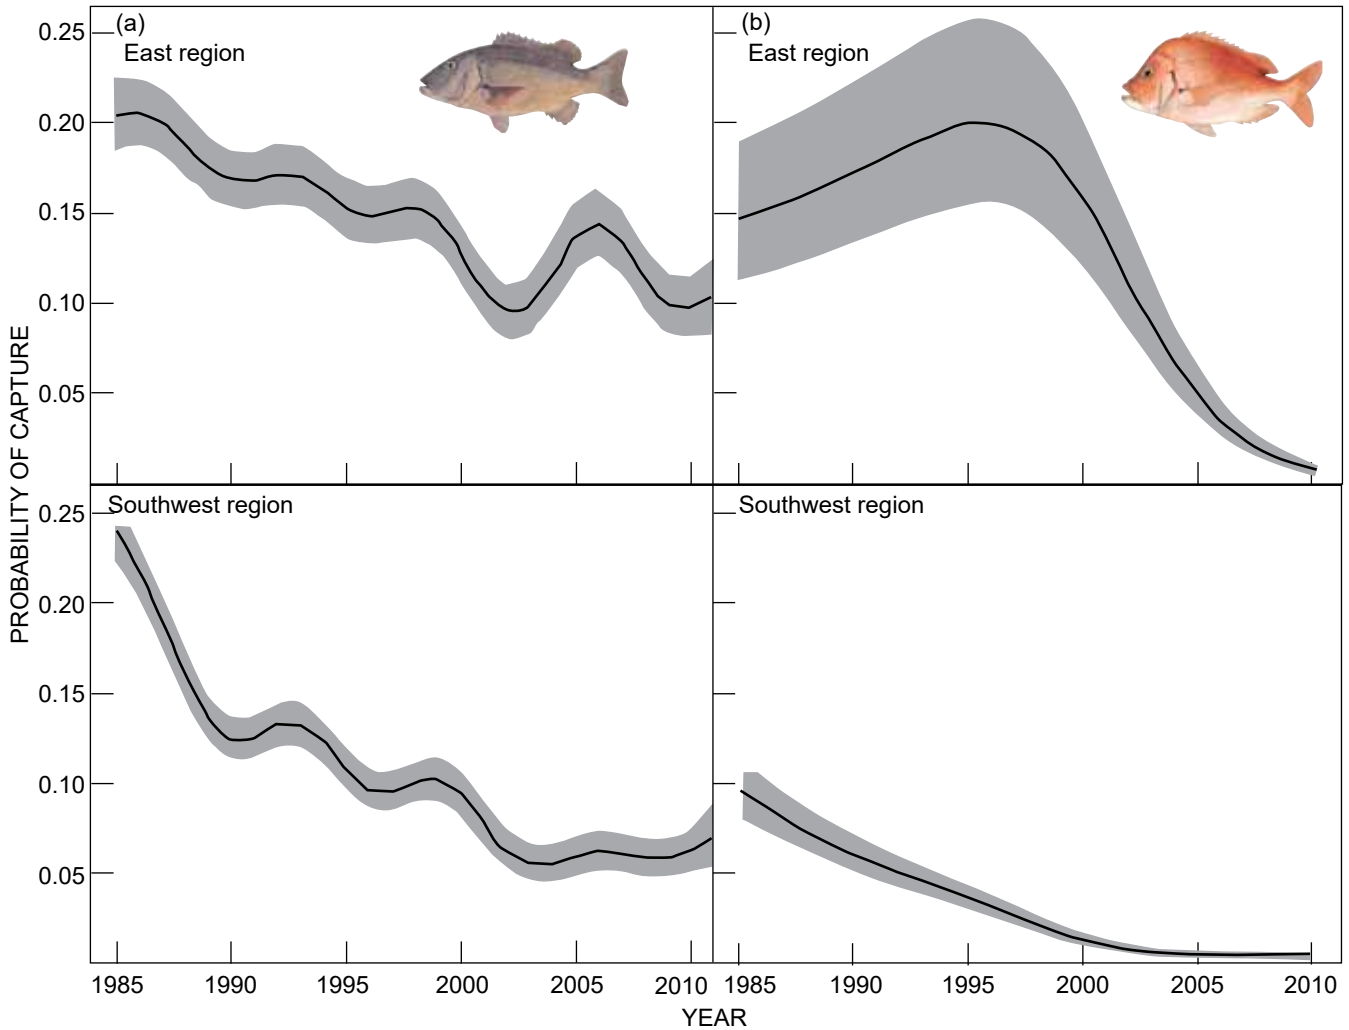 (a)
East region
(b)
East region
0.25
0.20
0.15
0.10
0.05
PROBABILITY OF CAPTURE
Southwest region
Southwest region
0.25
0.20
0.15
0.10
0.05
1985 1990 1995 2000 2005 2010 1985 1990 1995 2000 2005 2010
YEAR